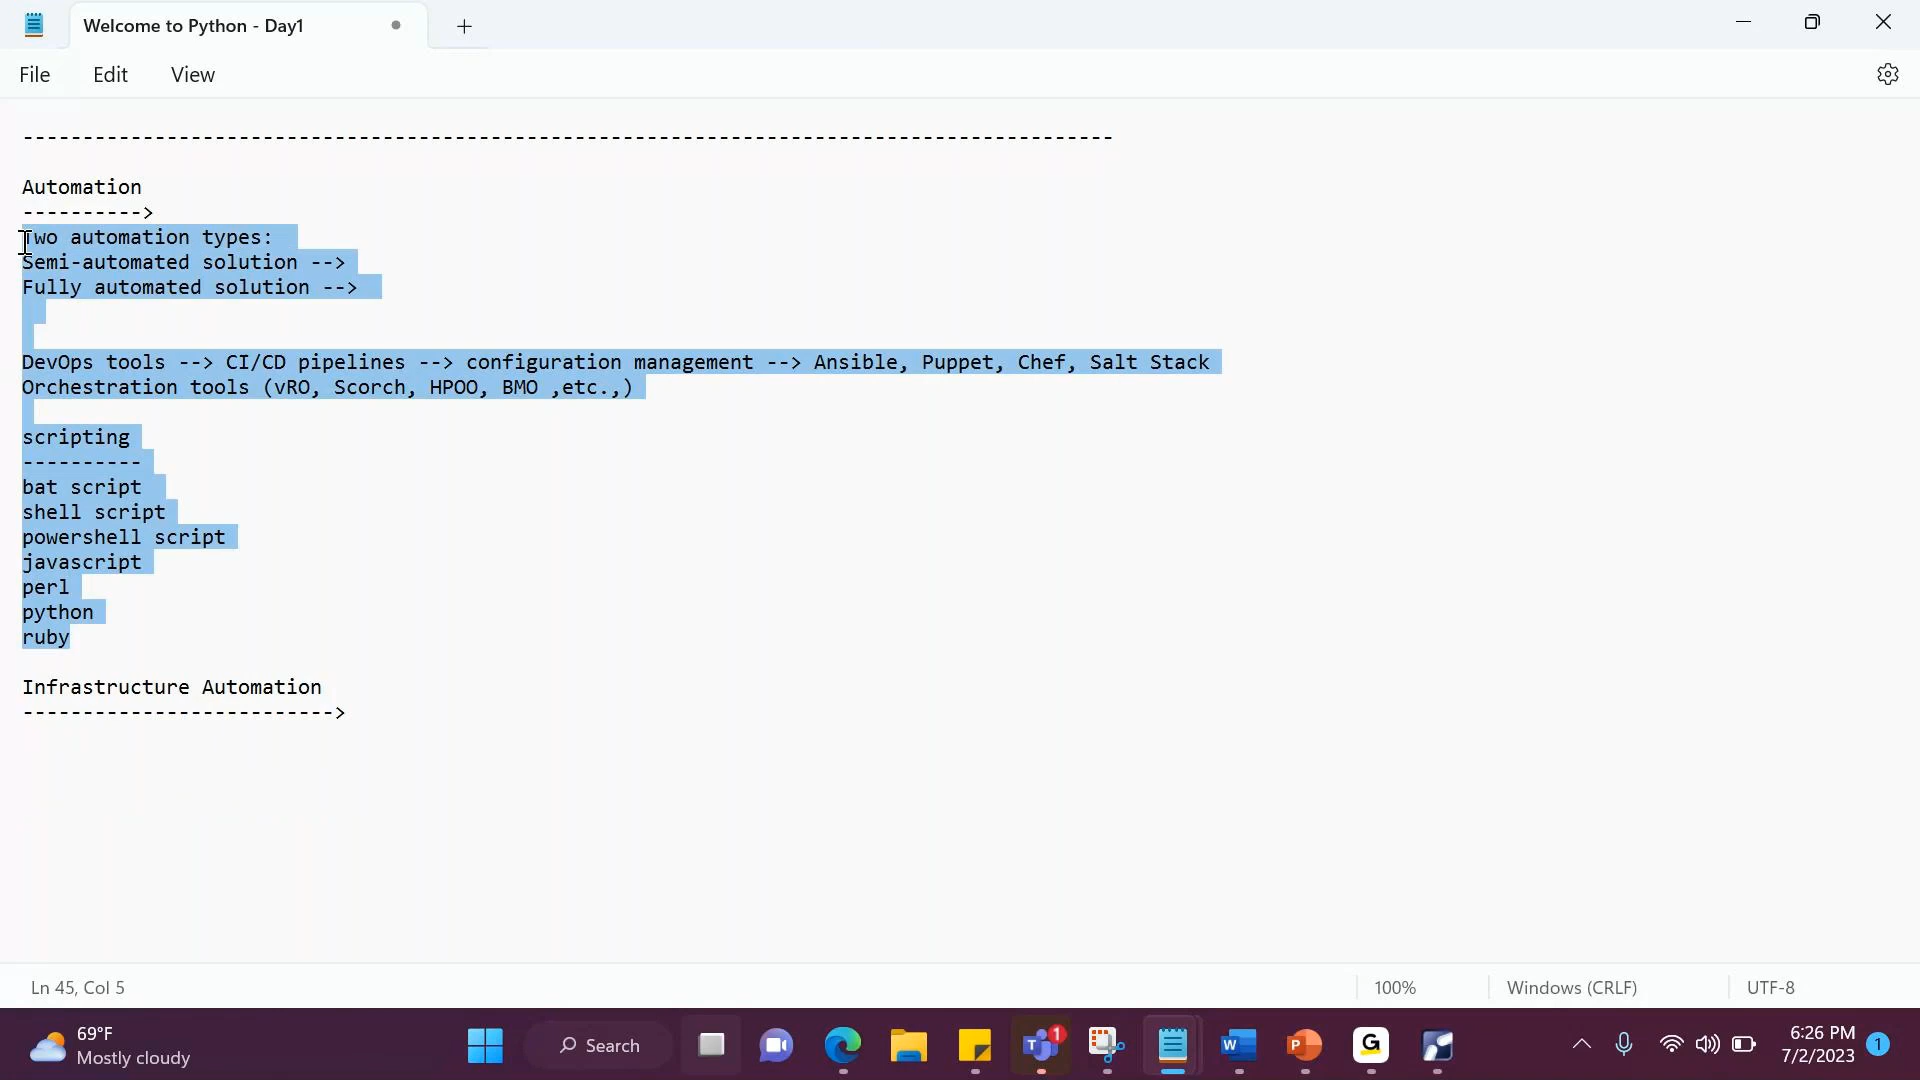 Welcome to Python - Day1
File Edit View
-------------------------------------------------------------------------------------------
Automation
---------->
Two automation types:
Semi-automated solution -->
Fully automated solution -->
DevOps tools --> CI/CD pipelines --> configuration management --> Ansible, Puppet, Chef, Salt Stack
Orchestration tools (vRO, Scorch, HPOO, BMO ,etc.,)
scripting
----------
bat script
shell script
powershell script
javascript
perl
python
ruby
Infrastructure Automation
-------------------------->
Ln 45, Col 5 100% Windows (CRLF) UTF-8
69°F
Mostly cloudy
Search
1
6:26 PM
7/2/2023
1